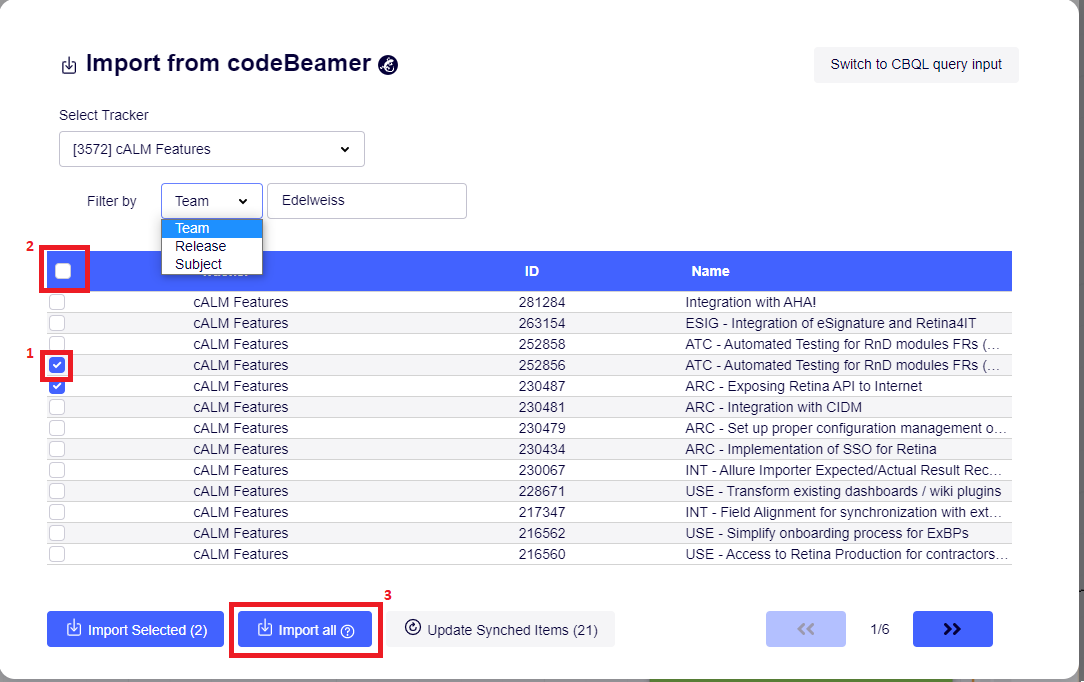 Import from codeBeamer
Switch to CBQL query input
Select Tracker
[3572] cALM Features
Filter by Team Edelweiss
Team
Release
Subject
2
ID Name
cALM Features 281284 Integration with AHA!
cALM Features 263154 ESIG - Integration of eSignature and Retina4IT
cALM Features 252858 ATC - Automated Testing for RnD modules FRs (…
1
cALM Features 252856 ATC - Automated Testing for RnD modules FRs (…
cALM Features 230487 ARC - Exposing Retina API to Internet
cALM Features 230481 ARC - Integration with CIDM
cALM Features 230479 ARC - Set up proper configuration management o…
cALM Features 230434 ARC - Implementation of SSO for Retina
cALM Features 230067 INT - Allure Importer Expected/Actual Result Rec…
cALM Features 228671 USE - Transform existing dashboards / wiki plugins
cALM Features 217347 INT - Field Alignment for synchronization with ext…
cALM Features 216562 USE - Simplify onboarding process for ExBPs
cALM Features 216560 USE - Access to Retina Production for contractors…
3
Import Selected (2) Import all ? Update Synched Items (21) 1/6